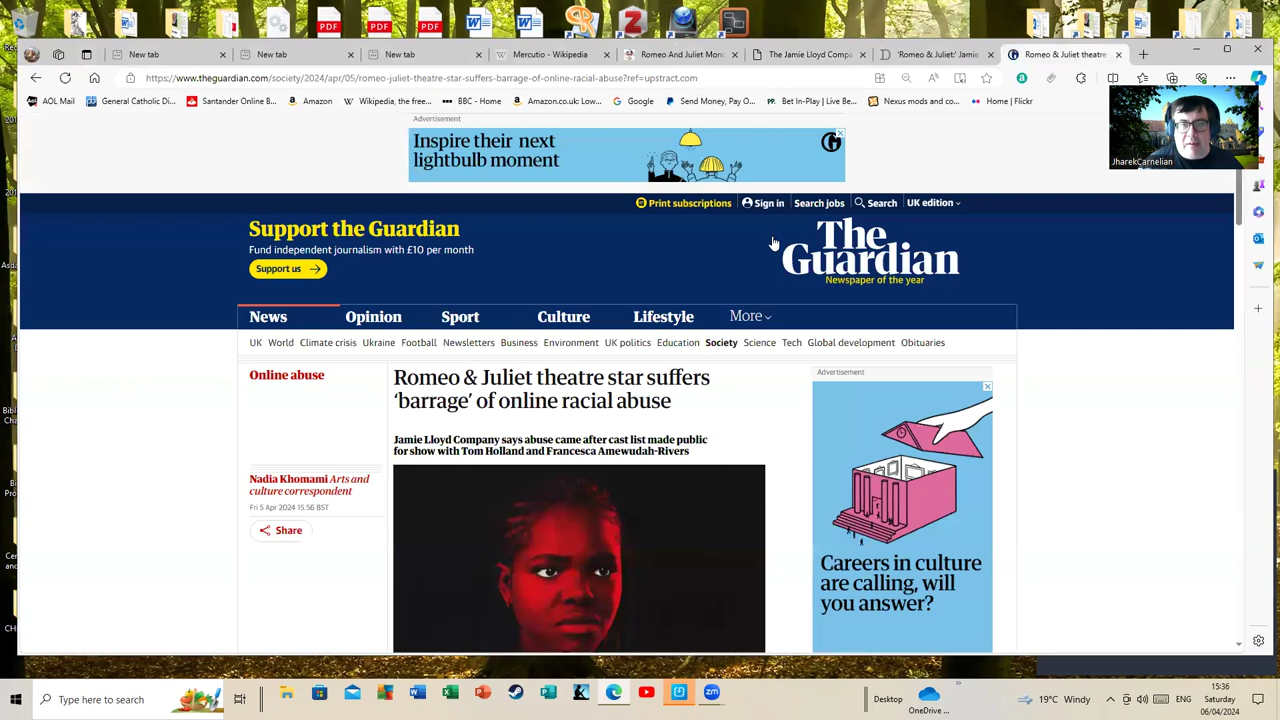 PDF
PDF
PDF
New tab
New tab
New tab
Mercutio - Wikipedia
Romeo And Juliet Mon
The Jamie Lloyd Comp
'Romeo & Juliet:' Jamie
Romeo & Juliet theatre
https://www.theguardian.com/society/2024/apr/05/romeo-juliet-theatre-star-suffers-barrage-of-online-racial-abuse?ref=upstract.com
AOL Mail
General Catholic Di...
Santander Online B...
Amazon
Wikipedia, the free...
BBC - Home
Amazon.co.uk: Low...
Google
Send Money, Pay O...
Bet In-Play | Live Be...
Nexus mods and co...
Home | Flickr
JharekCarnelian
Advertisement
Inspire their next
lightbulb moment
Print subscriptions
Sign in
Search jobs
Search
UK edition
Support the Guardian
Fund independent journalism with £10 per month
Support us
The
Guardian
Newspaper of the year
News
Opinion
Sport
Culture
Lifestyle
More
UK World Climate crisis Ukraine Football Newsletters Business Environment UK politics Education Society Science Tech Global development Obituaries
Online abuse
Romeo & Juliet theatre star suffers
‘barrage’ of online racial abuse
Jamie Lloyd Company says abuse came after cast list made public
for show with Tom Holland and Francesca Amewudah-Rivers
Nadia Khomami Arts and
culture correspondent
Fri 5 Apr 2024 15.56 BST
Share
Advertisement
Careers in culture
are calling, will
you answer?
Type here to search
Desktop
OneDrive ...
19°C Windy
ENG
15:36
Saturday
06/04/2024